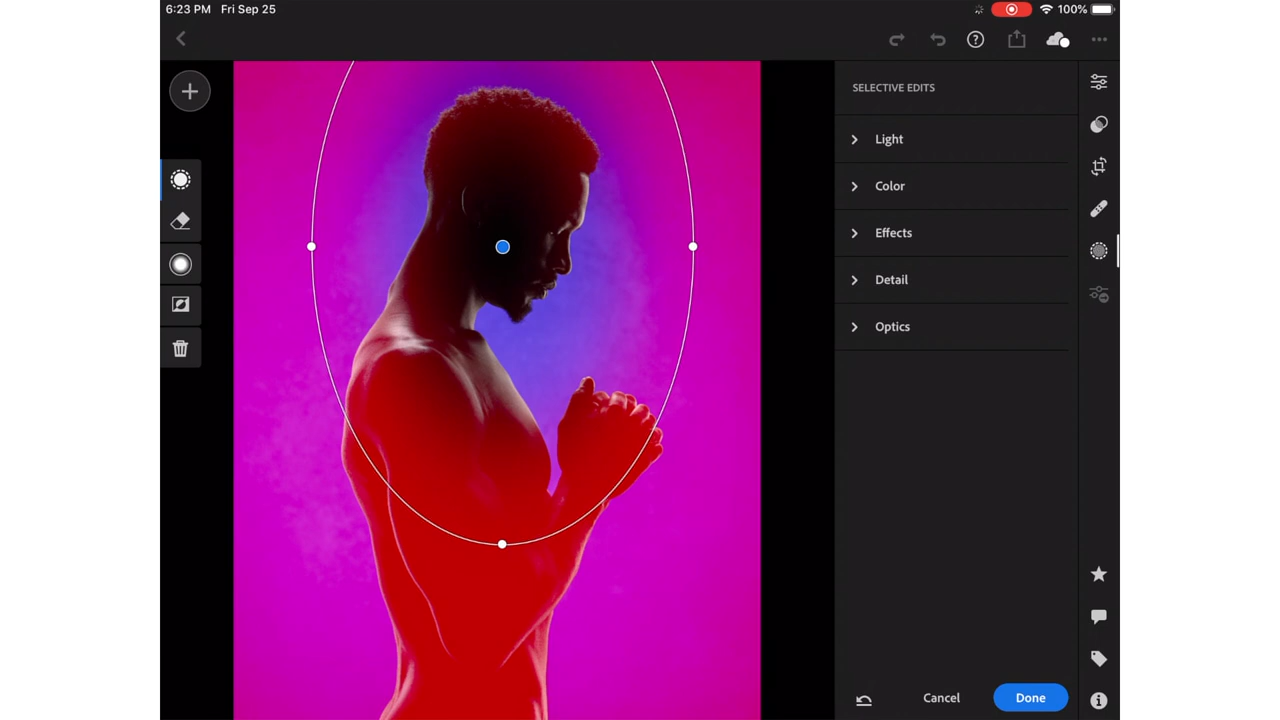 6:23 PM Fri Sep 25
100%
SELECTIVE EDITS
Light
Color
Effects
Detail
Optics
Cancel
Done